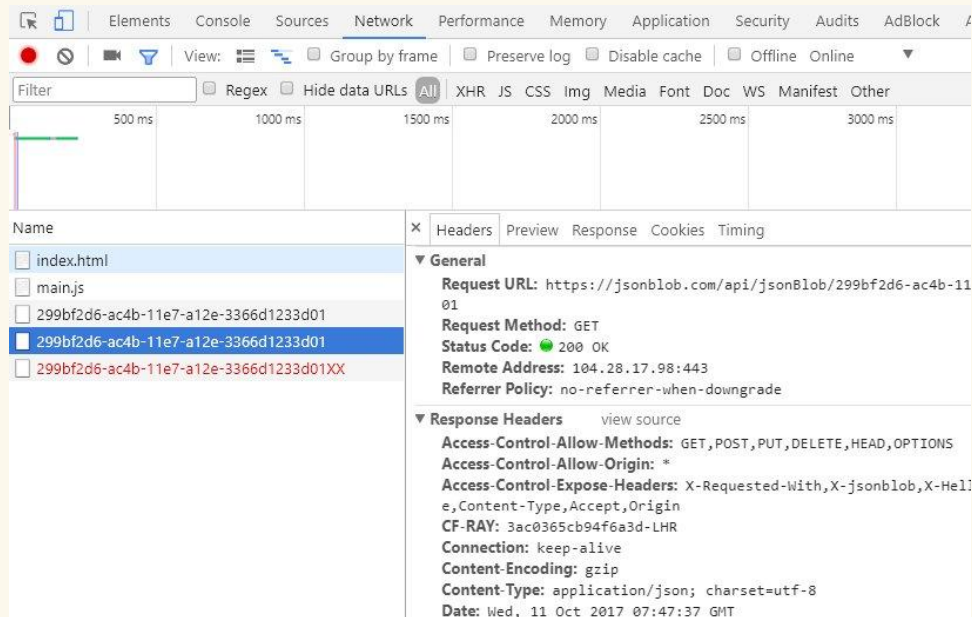 Elements Console Sources Network Performance Memory Application Security Audits AdBlock
View: Group by frame Preserve log Disable cache Offline Online
Filter Regex Hide data URLs All XHR JS CSS Img Media Font Doc WS Manifest Other
500 ms 1000 ms 1500 ms 2000 ms 2500 ms 3000 ms
Name
index.html
main.js
299bf2d6-ac4b-11e7-a12e-3366d1233d01
299bf2d6-ac4b-11e7-a12e-3366d1233d01
299bf2d6-ac4b-11e7-a12e-3366d1233d01XX
× Headers Preview Response Cookies Timing
▼ General
Request URL: https://jsonblob.com/api/jsonBlob/299bf2d6-ac4b-11
01
Request Method: GET
Status Code: 200 OK
Remote Address: 104.28.17.98:443
Referrer Policy: no-referrer-when-downgrade
▼ Response Headers view source
Access-Control-Allow-Methods: GET,POST,PUT,DELETE,HEAD,OPTIONS
Access-Control-Allow-Origin: *
Access-Control-Expose-Headers: X-Requested-With,X-jsonblob,X-Hell
e,Content-Type,Accept,Origin
CF-RAY: 3ac0365cb94f6a3d-LHR
Connection: keep-alive
Content-Encoding: gzip
Content-Type: application/json; charset=utf-8
Date: Wed, 11 Oct 2017 07:47:37 GMT